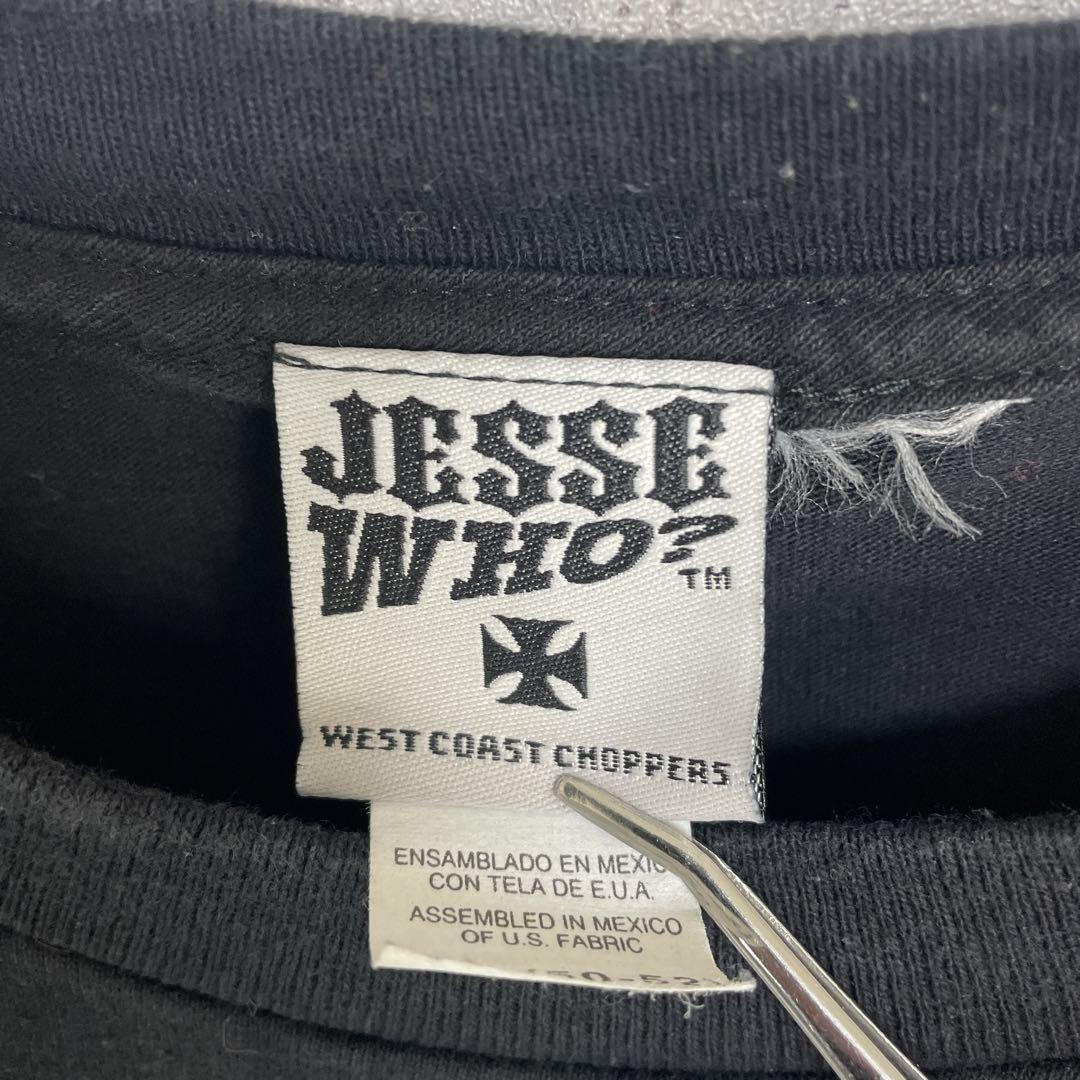 JESSE
WHO?
TM
WEST COAST CHOPPERS
ENSAMBLADO EN MEXICO
CON TELA DE E.U.A.
ASSEMBLED IN MEXICO
OF U.S. FABRIC